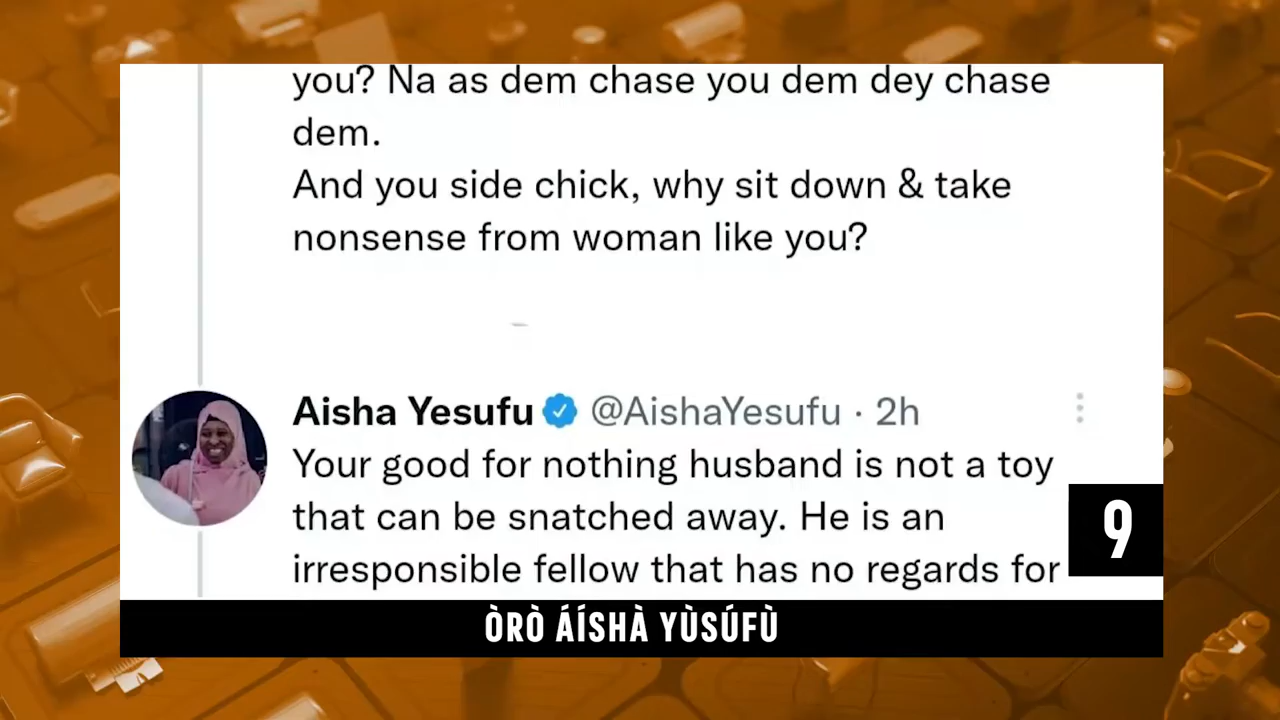 you? Na as dem chase you dem dey chase
dem.
And you side chick, why sit down & take
nonsense from woman like you?
Aisha Yesufu @AishaYesufu · 2h
Your good for nothing husband is not a toy
that can be snatched away. He is an
irresponsible fellow that has no regards for
9
ÒRÒ ÁÍSHÀ YÙSÚFÙ